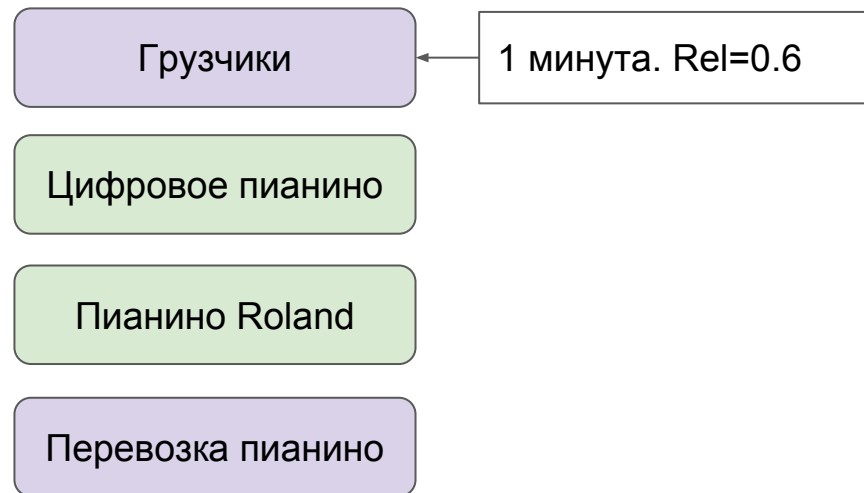 Грузчики
1 минута. Rel=0.6
Цифровое пианино
Пианино Roland
Перевозка пианино